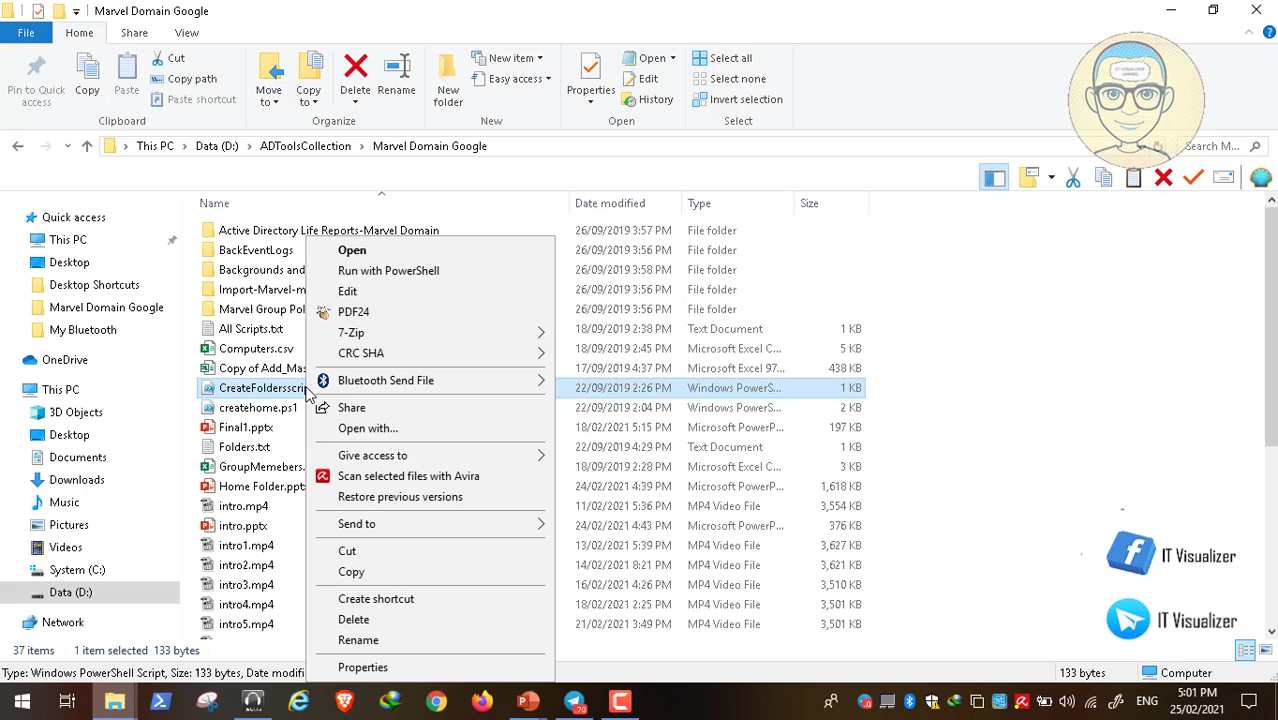 Marvel Domain Google
File Home Share View
Cut
Copy path
Paste shortcut
Pin to Quick access
Copy
Paste
Clipboard
Move to
Copy to
Delete
Rename
Organize
New folder
New item
Easy access
New
Properties
Open
Edit
History
Open
Select all
Select none
Invert selection
Select
IT VISUALIZER
CHANNEL
This PC > Data (D:) > ADToolsCollection > Marvel Domain Google
Search M...
Name Date modified Type Size
Quick access
This PC
Desktop
Desktop Shortcuts
Marvel Domain Google
My Bluetooth
OneDrive
This PC
3D Objects
Desktop
Documents
Downloads
Music
Pictures
Videos
System (C:)
Data (D:)
Network
Active Directory Life Reports-Marvel Domain 26/09/2019 3:57 PM File folder
BackEventLogs 26/09/2019 3:56 PM File folder
Backgrounds and 26/09/2019 3:58 PM File folder
Import-Marvel-m 26/09/2019 3:56 PM File folder
Marvel Group Pol 26/09/2019 3:56 PM File folder
All Scripts.txt 18/09/2019 2:38 PM Text Document 1 KB
Computers.csv 18/09/2019 2:48 PM Microsoft Excel C... 5 KB
Copy of Add_Mas 17/09/2019 4:37 PM Microsoft Excel 97... 438 KB
CreateFoldersscrip 22/09/2019 2:26 PM Windows PowerS... 1 KB
createhome.ps1 22/09/2019 2:04 PM Windows PowerS... 2 KB
Final1.pptx 18/02/2021 5:15 PM Microsoft PowerP... 197 KB
Folders.txt 22/09/2019 4:29 PM Text Document 1 KB
GroupMemebers. 18/09/2019 2:28 PM Microsoft Excel C... 3 KB
Home Folder.pptx 24/02/2021 4:39 PM Microsoft PowerP... 1,618 KB
intro.mp4 11/02/2021 5:36 PM MP4 Video File 3,554 KB
intro.pptx 24/02/2021 4:43 PM Microsoft PowerP... 376 KB
intro1.mp4 13/02/2021 5:39 PM MP4 Video File 3,627 KB
intro2.mp4 14/02/2021 8:21 PM MP4 Video File 3,621 KB
intro3.mp4 16/02/2021 4:26 PM MP4 Video File 3,510 KB
intro4.mp4 18/02/2021 2:25 PM MP4 Video File 3,501 KB
intro5.mp4 21/02/2021 3:49 PM MP4 Video File 3,501 KB
Open
Run with PowerShell
Edit
PDF24
7-Zip
CRC SHA
Bluetooth Send File
Share
Open with...
Give access to
Scan selected files with Avira
Restore previous versions
Send to
Cut
Copy
Create shortcut
Delete
Rename
Properties
IT Visualizer
IT Visualizer
37 items 1 item selected 133 bytes
Type: Windows PowerShell Script, Size: 133 bytes, Date modifi
133 bytes
Computer
ENG
5:01 PM
25/02/2021